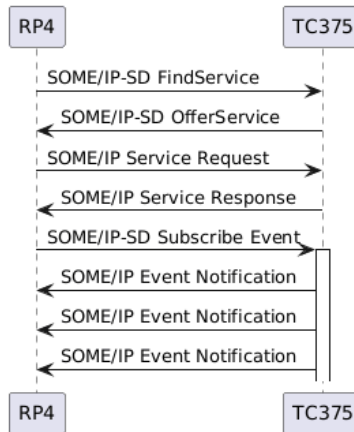 RP4 TC375
SOME/IP-SD FindService
SOME/IP-SD OfferService
SOME/IP Service Request
SOME/IP Service Response
SOME/IP-SD Subscribe Event
SOME/IP Event Notification
SOME/IP Event Notification
SOME/IP Event Notification
RP4 TC375